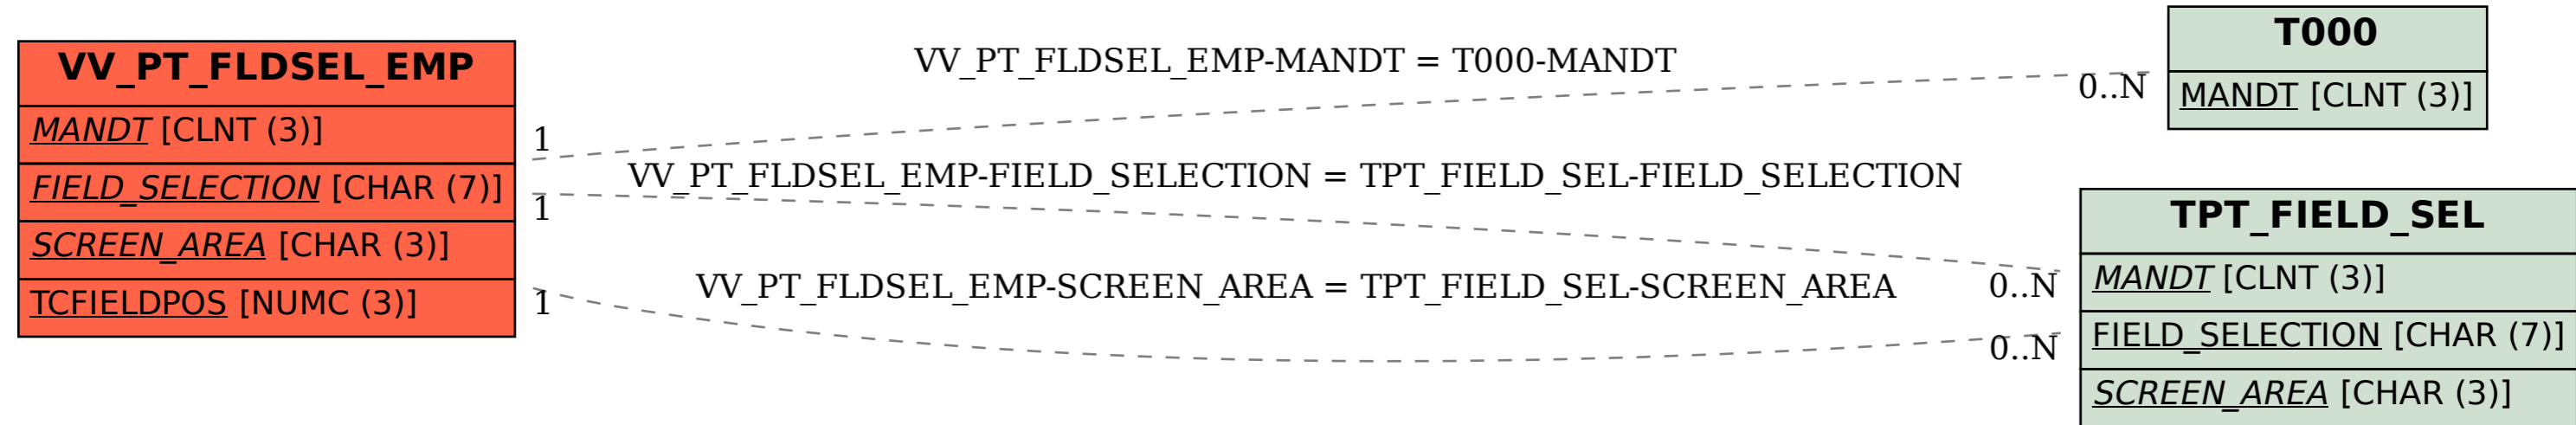 VV_PT_FLDSEL_EMP
MANDT [CLNT (3)]
FIELD_SELECTION [CHAR (7)]
SCREEN_AREA [CHAR (3)]
TCFIELDPOS [NUMC (3)]
VV_PT_FLDSEL_EMP-MANDT = T000-MANDT
1
0..N
VV_PT_FLDSEL_EMP-FIELD_SELECTION = TPT_FIELD_SEL-FIELD_SELECTION
1
0..N
VV_PT_FLDSEL_EMP-SCREEN_AREA = TPT_FIELD_SEL-SCREEN_AREA
1
0..N
T000
MANDT [CLNT (3)]
TPT_FIELD_SEL
MANDT [CLNT (3)]
FIELD_SELECTION [CHAR (7)]
SCREEN_AREA [CHAR (3)]